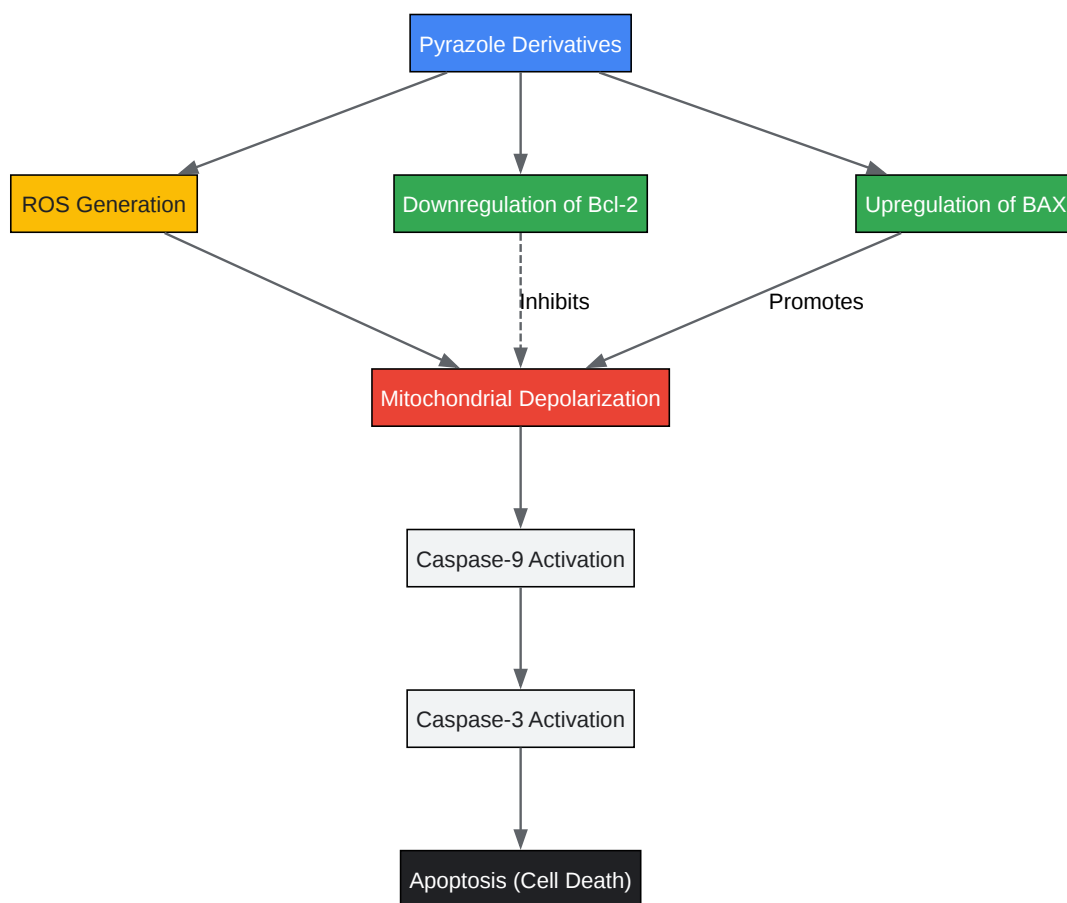 Pyrazole Derivatives
ROS Generation
Downregulation of Bcl-2
Upregulation of BAX
Inhibits
Promotes
Mitochondrial Depolarization
Caspase-9 Activation
Caspase-3 Activation
Apoptosis (Cell Death)